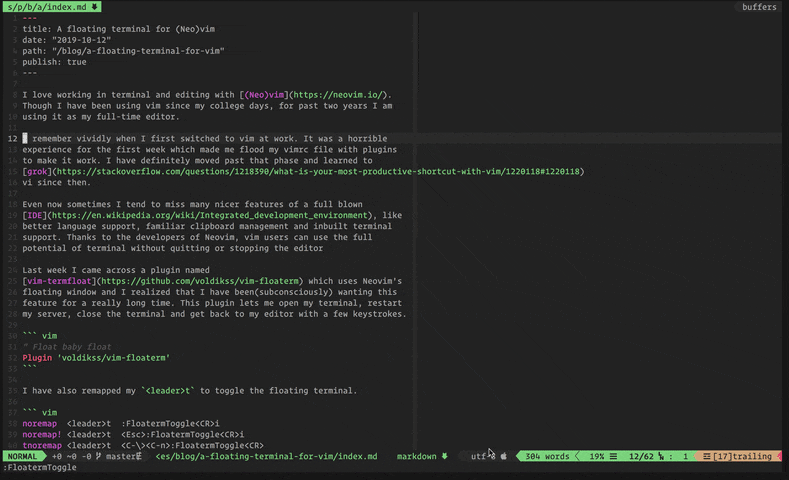 s/p/b/a/index.md buffers
1 ---
2 title: A floating terminal for (Neo)vim
3 date: "2019-10-12"
4 path: "/blog/a-floating-terminal-for-vim"
5 publish: true
6 ---
7
8 I love working in terminal and editing with [(Neo)vim](https://neovim.io/).
9 Though I have been using vim since my college days, for past two years I am
10 using it as my full-time editor.
11
12 remember vividly when I first switched to vim at work. It was a horrible
13 experience for the first week which made me flood my vimrc file with plugins
14 to make it work. I have definitely moved past that phase and learned to
15 [grok](https://stackoverflow.com/questions/1218390/what-is-your-most-productive-shortcut-with-vim/1220118#1220118)
16 vi since then.
17
18 Even now sometimes I tend to miss many nicer features of a full blown
19 [IDE](https://en.wikipedia.org/wiki/Integrated_development_environment), like
20 better language support, familiar clipboard management and inbuilt terminal
21 support. Thanks to the developers of Neovim, vim users can use the full
22 potential of terminal without quitting or stopping the editor
23
24 Last week I came across a plugin named
25 [vim-termfloat](https://github.com/voldikss/vim-floaterm) which uses Neovim's
26 floating window and I realized that I have been(subconsciously) wanting this
27 feature for a really long time. This plugin lets me open my terminal, restart
28 my server, close the terminal and get back to my editor with a few keystrokes.
29
30 ``` vim
31 " Float baby float
32 Plugin 'voldikss/vim-floaterm'
33 ```
34
35 I have also remapped my `<leader>t` to toggle the floating terminal.
36
37 ``` vim
38 noremap <leader>t :FloatermToggle<CR>i
39 noremap! <leader>t <Esc>:FloatermToggle<CR>i
40 tnoremap <leader>t <C-\><C-n>:FloatermToggle<CR>
NORMAL +0 ~0 -0 master <es/blog/a-floating-terminal-for-vim/index.md markdown utf-8 304 words 19% 12/62 : 1 [17]trailing
:FloatermToggle